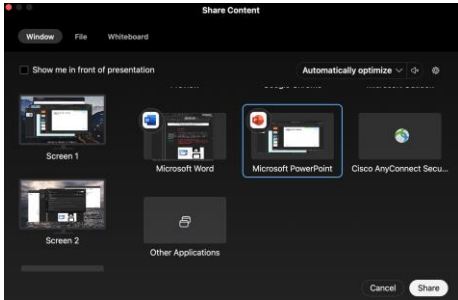 Share Content
Window File Whiteboard
Show me in front of presentation
Automatically optimize
Screen 1
Microsoft Word
Microsoft PowerPoint
Cisco AnyConnect Secu...
Screen 2
Other Applications
Cancel Share